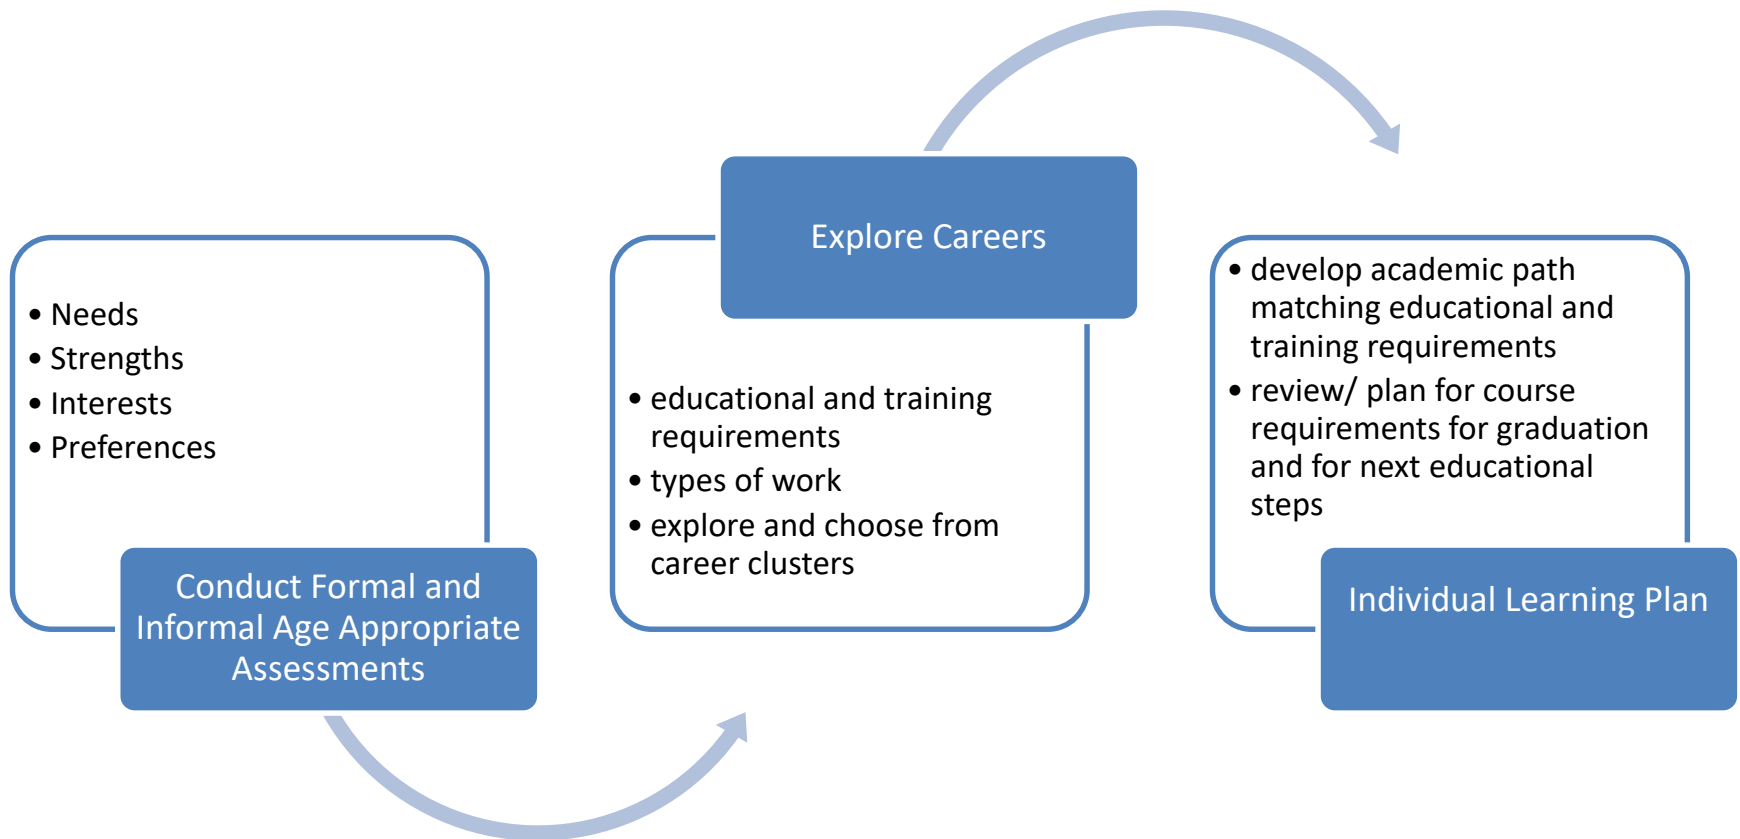 • Needs
• Strengths
• Interests
• Preferences
Conduct Formal and
Informal Age Appropriate
Assessments
Explore Careers
• educational and training
requirements
• types of work
• explore and choose from
career clusters
• develop academic path
matching educational and
training requirements
• review/ plan for course
requirements for graduation
and for next educational
steps
Individual Learning Plan